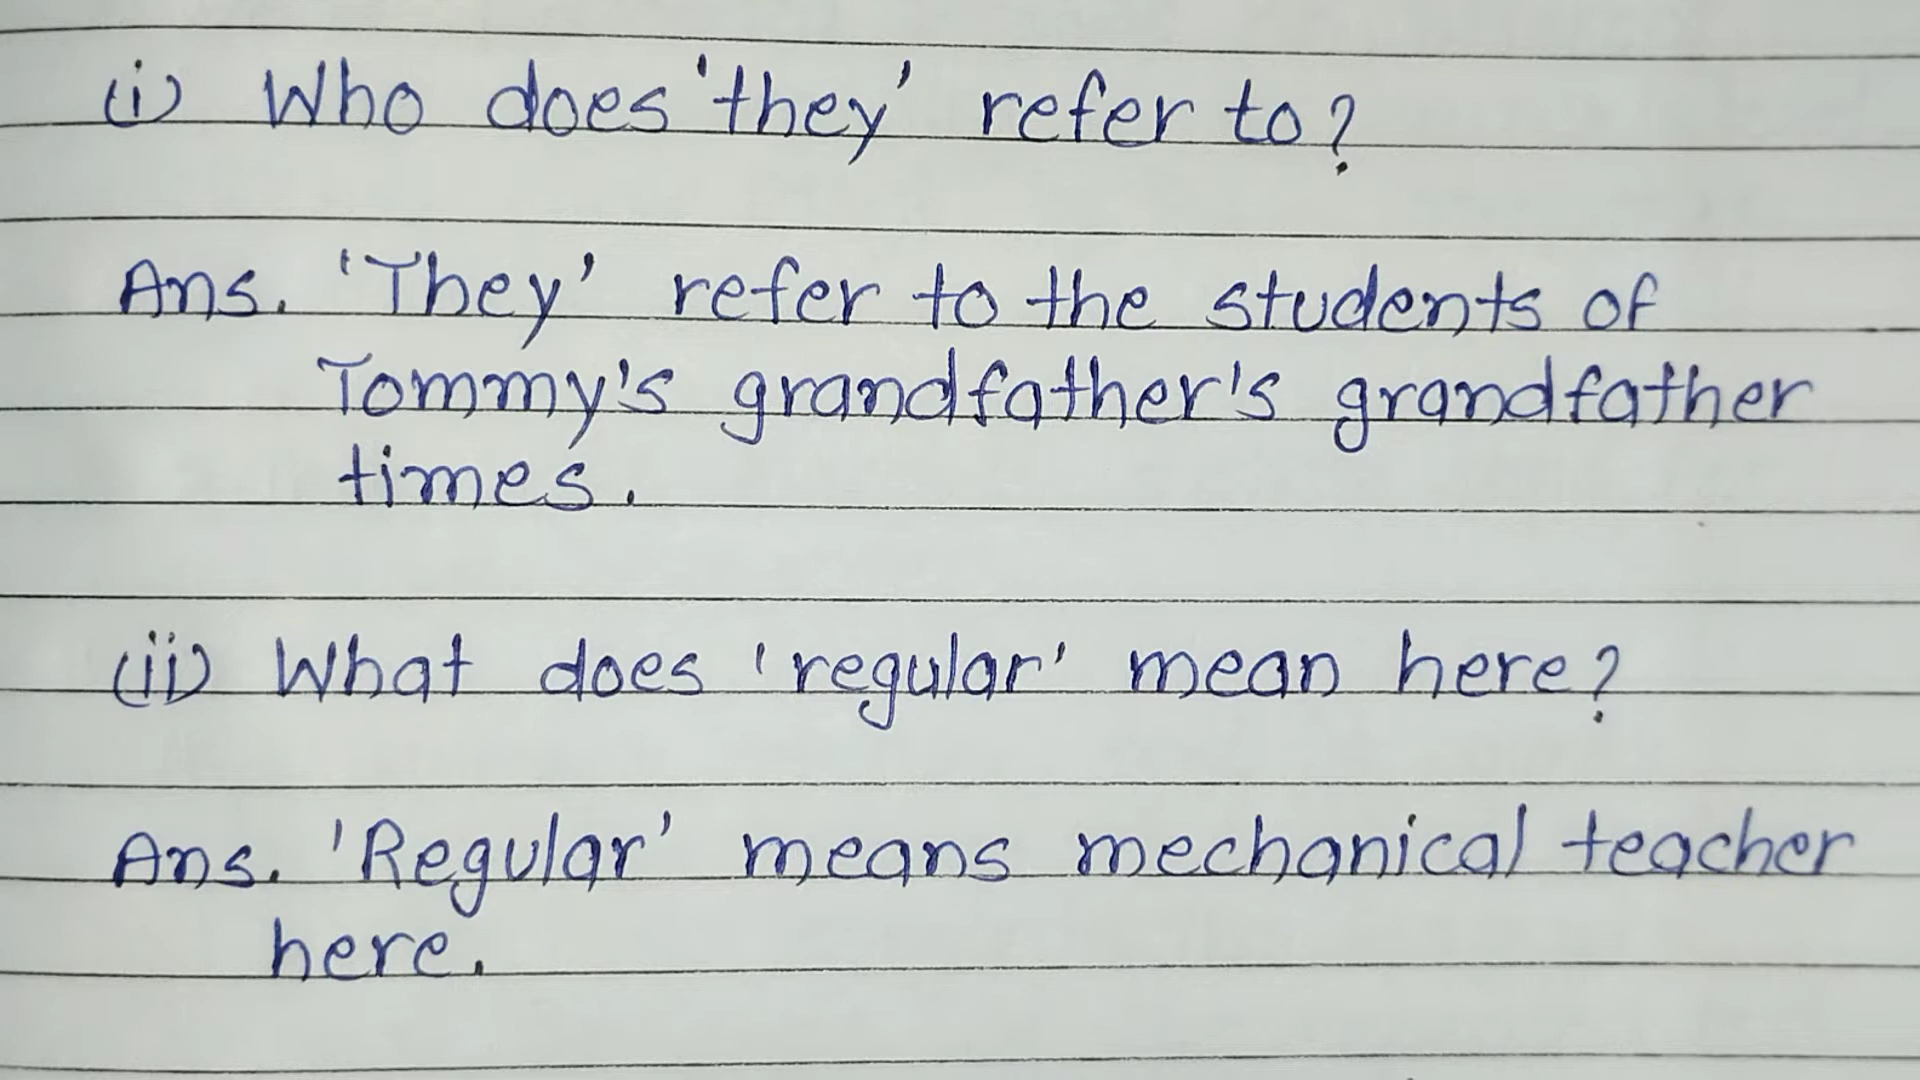 (i) Who does 'they' refer to?
Ans. 'They' refer to the students of
Tommy's grandfather's grandfather
times.
(ii) What does 'regular' mean here?
Ans. 'Regular' means mechanical teacher
here.